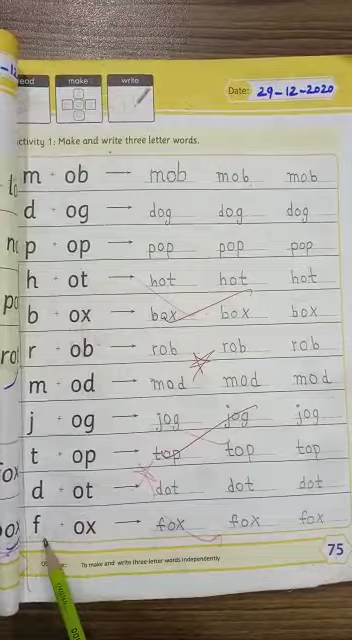 read make write
Date: 29-12-2020
Activity 1: Make and write three letter words.
m + ob → mob mob mob
d + og → dog dog dog
p + op → pop pop pop
h + ot → hot hot hot
b + ox → box box box
r + ob → rob rob rob
m + od → mod mod mod
j + og → jog jog jog
t + op → top top top
d + ot → dot dot dot
f + ox → fox fox fox
To make and write three-letter words independently
75